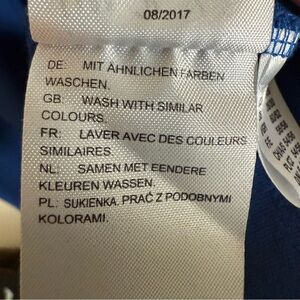 08/2017
DE: MIT ÄHNLICHEN FARBEN
WASCHEN.
GB: WASH WITH SIMILAR
COLOURS.
FR: LAVER AVEC DES COULEURS
SIMILAIRES.
NL: SAMEN MET EENDERE
KLEUREN WASSEN.
PL: SUKIENKA. PRAĆ Z PODOBNYMI
KOLORAMI.